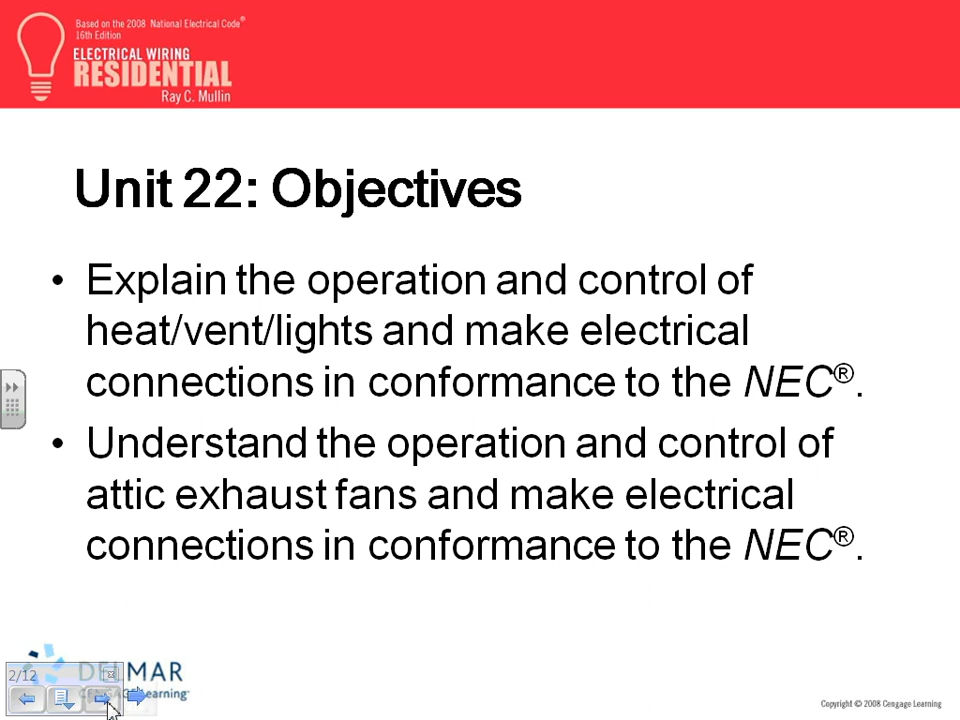 Based on the 2008 National Electrical Code®
16th Edition
ELECTRICAL WIRING
RESIDENTIAL
Ray C. Mullin
Unit 22: Objectives
• Explain the operation and control of
heat/vent/lights and make electrical
connections in conformance to the NEC®.
• Understand the operation and control of
attic exhaust fans and make electrical
connections in conformance to the NEC®.
DELMAR
2/12
CENGAGE Learning
Copyright © 2008 Cengage Learning